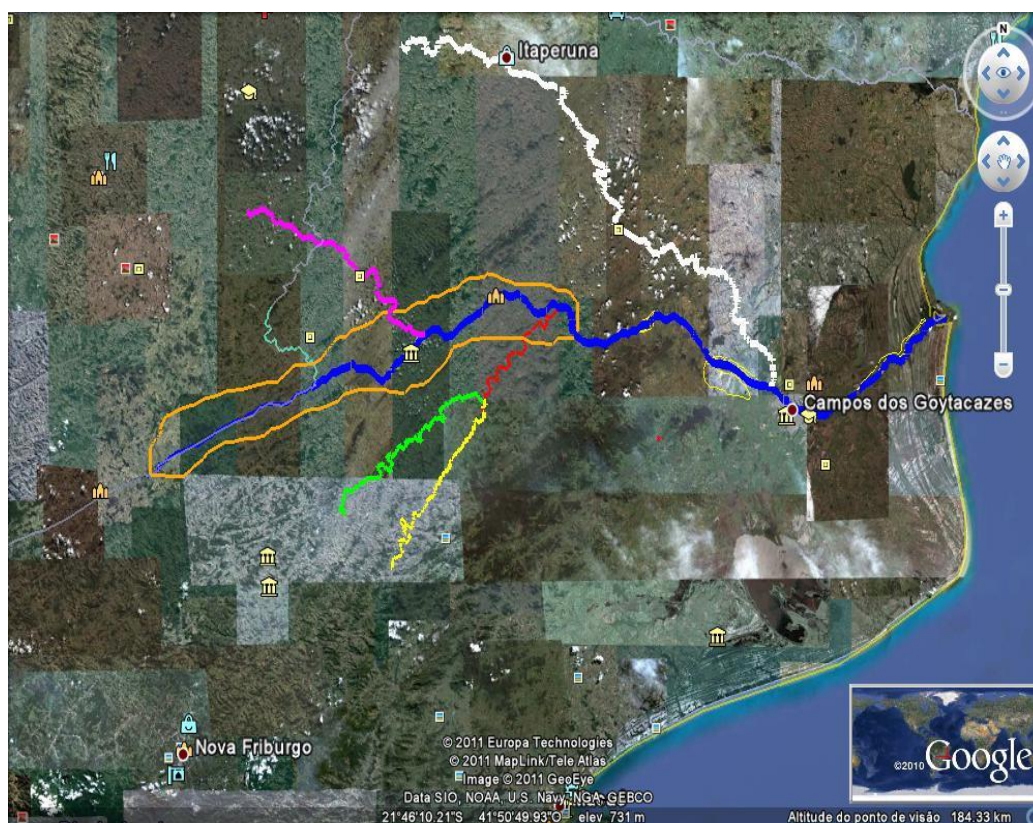 N
Itaperuna
Campos dos Goytacazes
Nova Friburgo
© 2011 Europa Technologies
© 2011 MapLink/Tele Atlas
Image © 2011 GeoEye
Data SIO, NOAA, U.S. Navy, NGA, GEBCO
©2010 Google
21°46'10.21"S 41°50'49.93"O elev 731 m
Altitude do ponto de visão 184.33 km